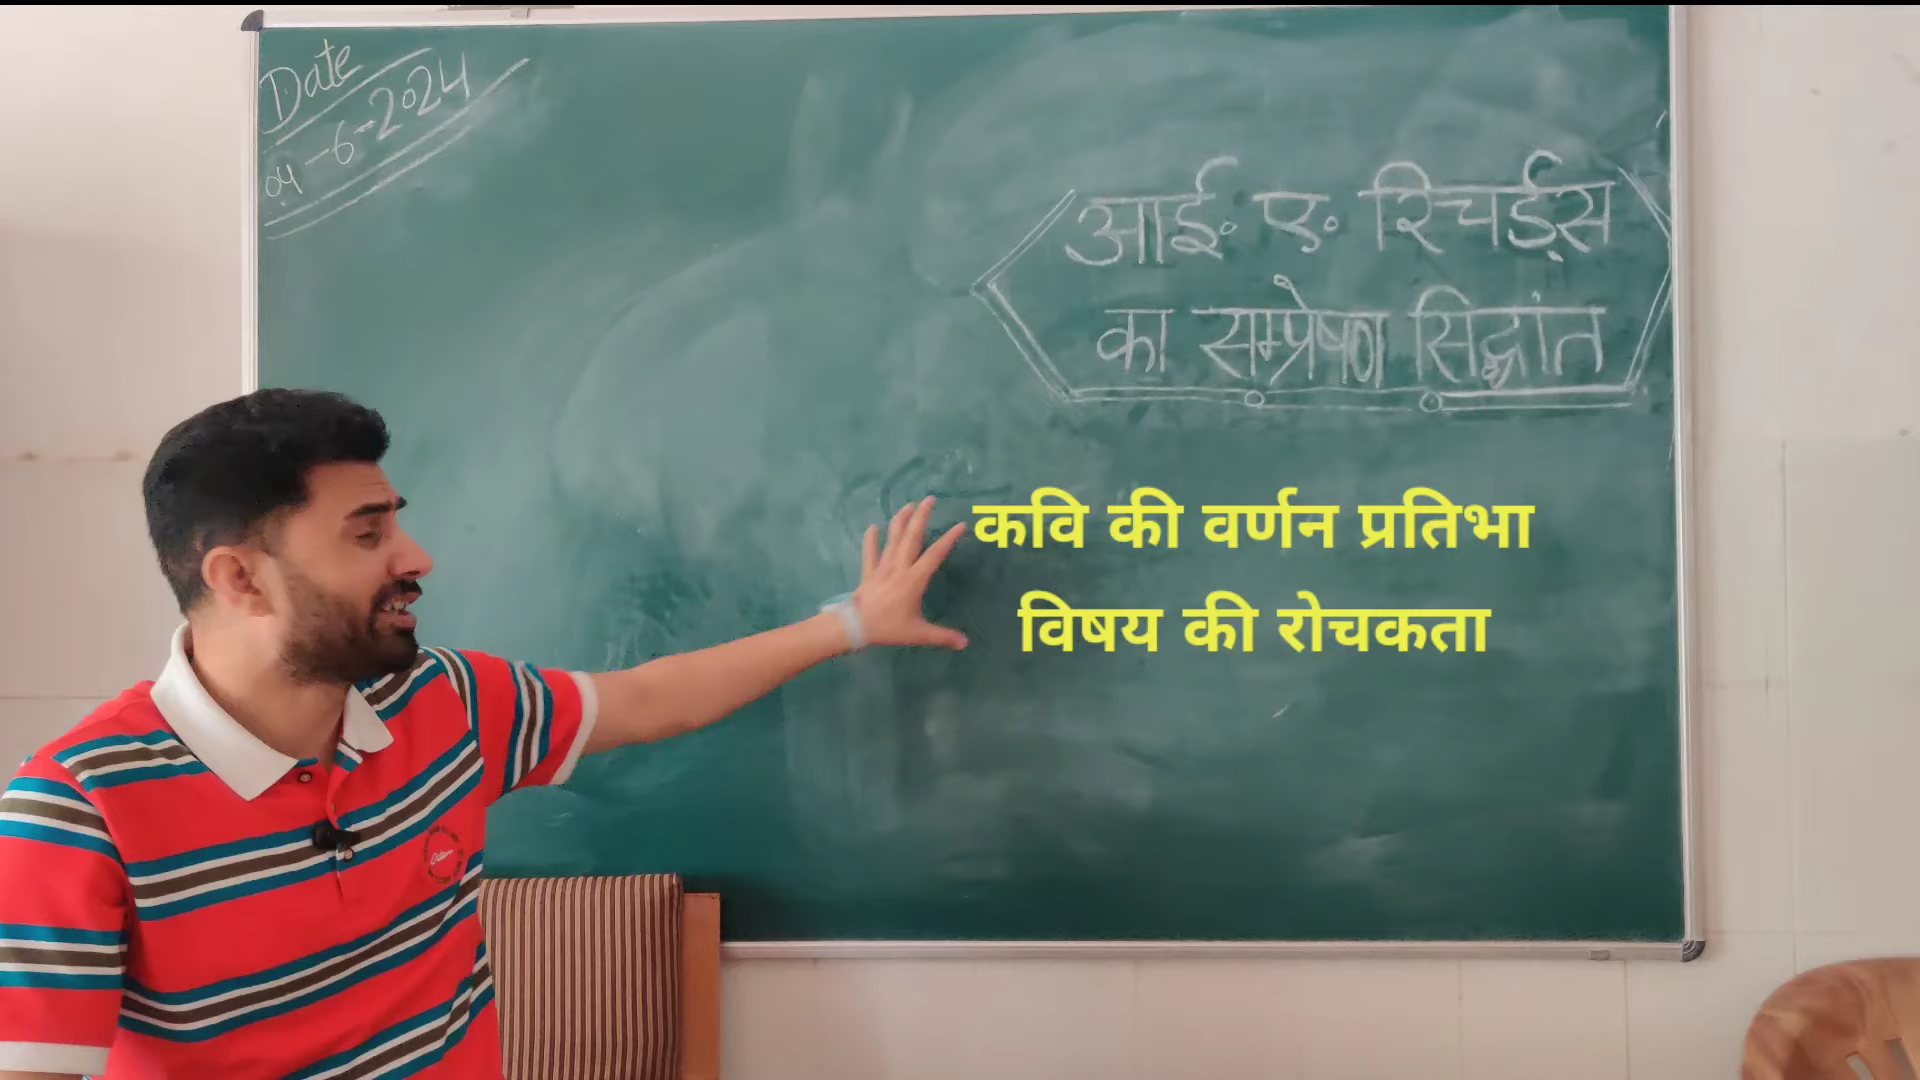 Date
04-6-2024
आई. ए. रिचर्ड्स
का सम्प्रेषण सिद्धांत
कवि की वर्णन प्रतिभा
विषय की रोचकता